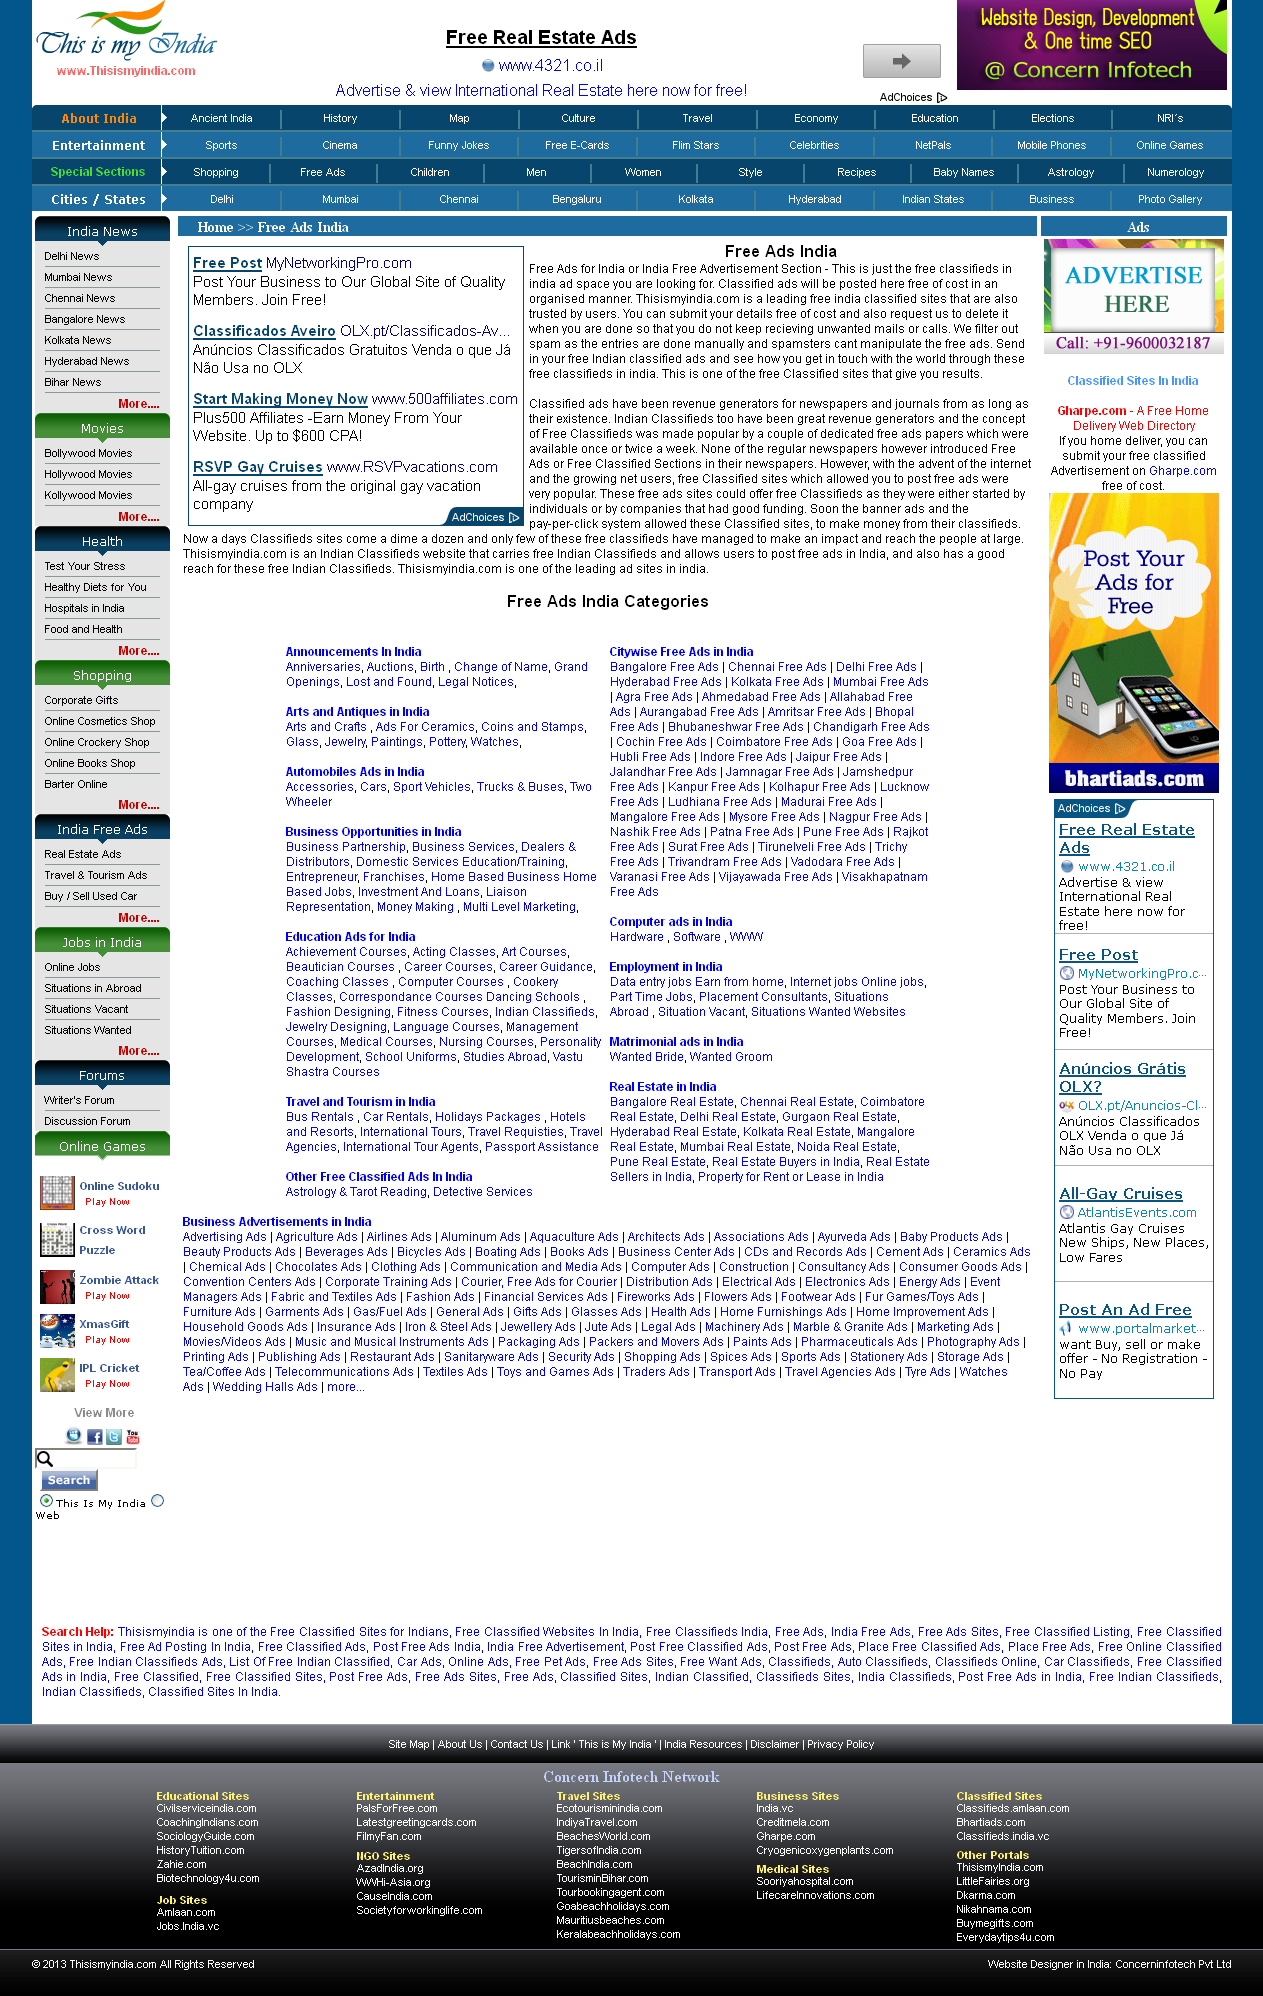 This is my India
www.Thisismyindia.com
Free Real Estate Ads
www.4321.co.il
Advertise & view International Real Estate here now for free!
AdChoices
Website Design, Development
& One time SEO
@ Concern Infotech
About India Ancient India History Map Culture Travel Economy Education Elections NRI's
Entertainment Sports Cinema Funny Jokes Free E-Cards Flim Stars Celebrities NetPals Mobile Phones Online Games
Special Sections Shopping Free Ads Children Men Women Style Recipes Baby Names Astrology Numerology
Cities / States Delhi Mumbai Chennai Bengaluru Kolkata Hyderabad Indian States Business Photo Gallery
India News
Delhi News
Mumbai News
Chennai News
Bangalore News
Kolkata News
Hyderabad News
Bihar News
More....
Movies
Bollywood Movies
Hollywood Movies
Kollywood Movies
More....
Health
Test Your Stress
Healthy Diets for You
Hospitals in India
Food and Health
More....
Shopping
Corporate Gifts
Online Cosmetics Shop
Online Crockery Shop
Online Books Shop
Barter Online
More....
India Free Ads
Real Estate Ads
Travel & Tourism Ads
Buy / Sell Used Car
More....
Jobs in India
Online Jobs
Situations in Abroad
Situations Vacant
Situations Wanted
More....
Forums
Writer's Forum
Discussion Forum
Online Games
Online Sudoku
Play Now
Cross Word
Puzzle
Zombie Attack
Play Now
XmasGift
Play Now
IPL Cricket
Play Now
View More
Search
This Is My India
Web
Home >> Free Ads India
Free Post MyNetworkingPro.com
Post Your Business to Our Global Site of Quality
Members. Join Free!
Classificados Aveiro OLX.pt/Classificados-Av...
Anúncios Classificados Gratuitos Venda o que Já
Não Usa no OLX
Start Making Money Now www.500affiliates.com
Plus500 Affiliates -Earn Money From Your
Website. Up to $600 CPA!
RSVP Gay Cruises www.RSVPvacations.com
All-gay cruises from the original gay vacation
company
AdChoices
Free Ads India
Free Ads for India or India Free Advertisement Section - This is just the free classifieds in
india ad space you are looking for. Classified ads will be posted here free of cost in an
organised manner. Thisismyindia.com is a leading free india classified sites that are also
trusted by users. You can submit your details free of cost and also request us to delete it
when you are done so that you do not keep recieving unwanted mails or calls. We filter out
spam as the entries are done manually and spamsters cant manipulate the free ads. Send
in your free Indian classified ads and see how you get in touch with the world through these
free classifieds in india. This is one of the free Classified sites that give you results.
Classified ads have been revenue generators for newspapers and journals from as long as
their existence. Indian Classifieds too have been great revenue generators and the concept
of Free Classifieds was made popular by a couple of dedicated free ads papers which were
available once or twice a week. None of the regular newspapers however introduced Free
Ads or Free Classified Sections in their newspapers. However, with the advent of the internet
and the growing net users, free Classified sites which allowed you to post free ads were
very popular. These free ads sites could offer free Classifieds as they were either started by
individuals or by companies that had good funding. Soon the banner ads and the
pay-per-click system allowed these Classified sites, to make money from their classifieds.
Now a days Classifieds sites come a dime a dozen and only few of these free classifieds have managed to make an impact and reach the people at large.
Thisismyindia.com is an Indian Classifieds website that carries free Indian Classifieds and allows users to post free ads in India, and also has a good
reach for these free Indian Classifieds. Thisismyindia.com is one of the leading ad sites in india.
Free Ads India Categories
Announcements In India
Anniversaries, Auctions, Birth , Change of Name, Grand
Openings, Lost and Found, Legal Notices,
Arts and Antiques in India
Arts and Crafts , Ads For Ceramics, Coins and Stamps,
Glass, Jewelry, Paintings, Pottery, Watches,
Automobiles Ads in India
Accessories, Cars, Sport Vehicles, Trucks & Buses, Two
Wheeler
Business Opportunities in India
Business Partnership, Business Services, Dealers &
Distributors, Domestic Services Education/Training,
Entrepreneur, Franchises, Home Based Business Home
Based Jobs, Investment And Loans, Liaison
Representation, Money Making , Multi Level Marketing,
Education Ads for India
Achievement Courses, Acting Classes, Art Courses,
Beautician Courses , Career Courses, Career Guidance,
Coaching Classes , Computer Courses , Cookery
Classes, Correspondance Courses Dancing Schools ,
Fashion Designing, Fitness Courses, Indian Classifieds,
Jewelry Designing, Language Courses, Management
Courses, Medical Courses, Nursing Courses, Personality
Development, School Uniforms, Studies Abroad, Vastu
Shastra Courses
Travel and Tourism in India
Bus Rentals , Car Rentals, Holidays Packages , Hotels
and Resorts, International Tours, Travel Requisties, Travel
Agencies, International Tour Agents, Passport Assistance
Other Free Classified Ads In India
Astrology & Tarot Reading, Detective Services
Citywise Free Ads in India
Bangalore Free Ads | Chennai Free Ads | Delhi Free Ads |
Hyderabad Free Ads | Kolkata Free Ads | Mumbai Free Ads
| Agra Free Ads | Ahmedabad Free Ads | Allahabad Free
Ads | Aurangabad Free Ads | Amritsar Free Ads | Bhopal
Free Ads | Bhubaneshwar Free Ads | Chandigarh Free Ads
| Cochin Free Ads | Coimbatore Free Ads | Goa Free Ads |
Hubli Free Ads | Indore Free Ads | Jaipur Free Ads |
Jalandhar Free Ads | Jamnagar Free Ads | Jamshedpur
Free Ads | Kanpur Free Ads | Kolhapur Free Ads | Lucknow
Free Ads | Ludhiana Free Ads | Madurai Free Ads |
Mangalore Free Ads | Mysore Free Ads | Nagpur Free Ads |
Nashik Free Ads | Patna Free Ads | Pune Free Ads | Rajkot
Free Ads | Surat Free Ads | Tirunelveli Free Ads | Trichy
Free Ads | Trivandram Free Ads | Vadodara Free Ads |
Varanasi Free Ads | Vijayawada Free Ads | Visakhapatnam
Free Ads
Computer ads in India
Hardware , Software , WWW
Employment in India
Data entry jobs Earn from home, Internet jobs Online jobs,
Part Time Jobs, Placement Consultants, Situations
Abroad , Situation Vacant, Situations Wanted Websites
Matrimonial ads in India
Wanted Bride, Wanted Groom
Real Estate in India
Bangalore Real Estate, Chennai Real Estate, Coimbatore
Real Estate, Delhi Real Estate, Gurgaon Real Estate,
Hyderabad Real Estate, Kolkata Real Estate, Mangalore
Real Estate, Mumbai Real Estate, Noida Real Estate,
Pune Real Estate, Real Estate Buyers in India, Real Estate
Sellers in India, Property for Rent or Lease in India
Business Advertisements in India
Advertising Ads | Agriculture Ads | Airlines Ads | Aluminum Ads | Aquaculture Ads | Architects Ads | Associations Ads | Ayurveda Ads | Baby Products Ads |
Beauty Products Ads | Beverages Ads | Bicycles Ads | Boating Ads | Books Ads | Business Center Ads | CDs and Records Ads | Cement Ads | Ceramics Ads
| Chemical Ads | Chocolates Ads | Clothing Ads | Communication and Media Ads | Computer Ads | Construction | Consultancy Ads | Consumer Goods Ads |
Convention Centers Ads | Corporate Training Ads | Courier, Free Ads for Courier | Distribution Ads | Electrical Ads | Electronics Ads | Energy Ads | Event
Managers Ads | Fabric and Textiles Ads | Fashion Ads | Financial Services Ads | Fireworks Ads | Flowers Ads | Footwear Ads | Fur Games/Toys Ads |
Furniture Ads | Garments Ads | Gas/Fuel Ads | General Ads | Gifts Ads | Glasses Ads | Health Ads | Home Furnishings Ads | Home Improvement Ads |
Household Goods Ads | Insurance Ads | Iron & Steel Ads | Jewellery Ads | Jute Ads | Legal Ads | Machinery Ads | Marble & Granite Ads | Marketing Ads |
Movies/Videos Ads | Music and Musical Instruments Ads | Packaging Ads | Packers and Movers Ads | Paints Ads | Pharmaceuticals Ads | Photography Ads |
Printing Ads | Publishing Ads | Restaurant Ads | Sanitaryware Ads | Security Ads | Shopping Ads | Spices Ads | Sports Ads | Stationery Ads | Storage Ads |
Tea/Coffee Ads | Telecommunications Ads | Textiles Ads | Toys and Games Ads | Traders Ads | Transport Ads | Travel Agencies Ads | Tyre Ads | Watches
Ads | Wedding Halls Ads | more...
Ads
ADVERTISE
HERE
Call: +91-9600032187
Classified Sites In India
Gharpe.com - A Free Home
Delivery Web Directory
If you home deliver, you can
submit your free classified
Advertisement on Gharpe.com
free of cost.
Post Your
Ads for
Free
bhartiads.com
AdChoices
Free Real Estate
Ads
www.4321.co.il
Advertise & view
International Real
Estate here now for
free!
Free Post
MyNetworkingPro.c...
Post Your Business to
Our Global Site of
Quality Members. Join
Free!
Anúncios Grátis
OLX?
OLX.pt/Anuncios-Cl...
Anúncios Classificados
OLX Venda o que Já
Não Usa no OLX
All-Gay Cruises
AtlantisEvents.com
Atlantis Gay Cruises
New Ships, New Places,
Low Fares
Post An Ad Free
www.portalmarket...
want Buy, sell or make
offer - No Registration -
No Pay
Search Help: Thisismyindia is one of the Free Classified Sites for Indians, Free Classified Websites In India, Free Classifieds India, Free Ads, India Free Ads, Free Ads Sites, Free Classified Listing, Free Classified
Sites in India, Free Ad Posting In India, Free Classified Ads, Post Free Ads India, India Free Advertisement, Post Free Classified Ads, Post Free Ads, Place Free Classified Ads, Place Free Ads, Free Online Classified
Ads, Free Indian Classifieds Ads, List Of Free Indian Classified, Car Ads, Online Ads, Free Pet Ads, Free Ads Sites, Free Want Ads, Classifieds, Auto Classifieds, Classifieds Online, Car Classifieds, Free Classified
Ads in India, Free Classified, Free Classified Sites, Post Free Ads, Free Ads Sites, Free Ads, Classified Sites, Indian Classified, Classifieds Sites, India Classifieds, Post Free Ads in India, Free Indian Classifieds,
Indian Classifieds, Classified Sites In India.
Site Map | About Us | Contact Us | Link ' This is My India ' | India Resources | Disclaimer | Privacy Policy
Concern Infotech Network
Educational Sites
Civilserviceindia.com
CoachingIndians.com
SociologyGuide.com
HistoryTuition.com
Zahie.com
Biotechnology4u.com
Job Sites
Amlaan.com
Jobs.India.vc
Entertainment
PalsForFree.com
Latestgreetingcards.com
FilmyFan.com
NGO Sites
AzadIndia.org
WWHi-Asia.org
CauseIndia.com
Societyforworkinglife.com
Travel Sites
Ecotourisminindia.com
IndiyaTravel.com
BeachesWorld.com
TigersofIndia.com
BeachIndia.com
TourisminBihar.com
Tourbookingagent.com
Goabeachholidays.com
Mauritiusbeaches.com
Keralabeachholidays.com
Business Sites
India.vc
Creditmela.com
Gharpe.com
Cryogenicoxygenplants.com
Medical Sites
Sooriyahospital.com
LifecareInnovations.com
Classified Sites
Classifieds.amlaan.com
Bhartiads.com
Classifieds.india.vc
Other Portals
ThisismyIndia.com
LittleFairies.org
Dkarma.com
Nikahnama.com
Buymegifts.com
Everydaytips4u.com
© 2013 Thisismyindia.com All Rights Reserved
Website Designer in India: Concerninfotech Pvt Ltd